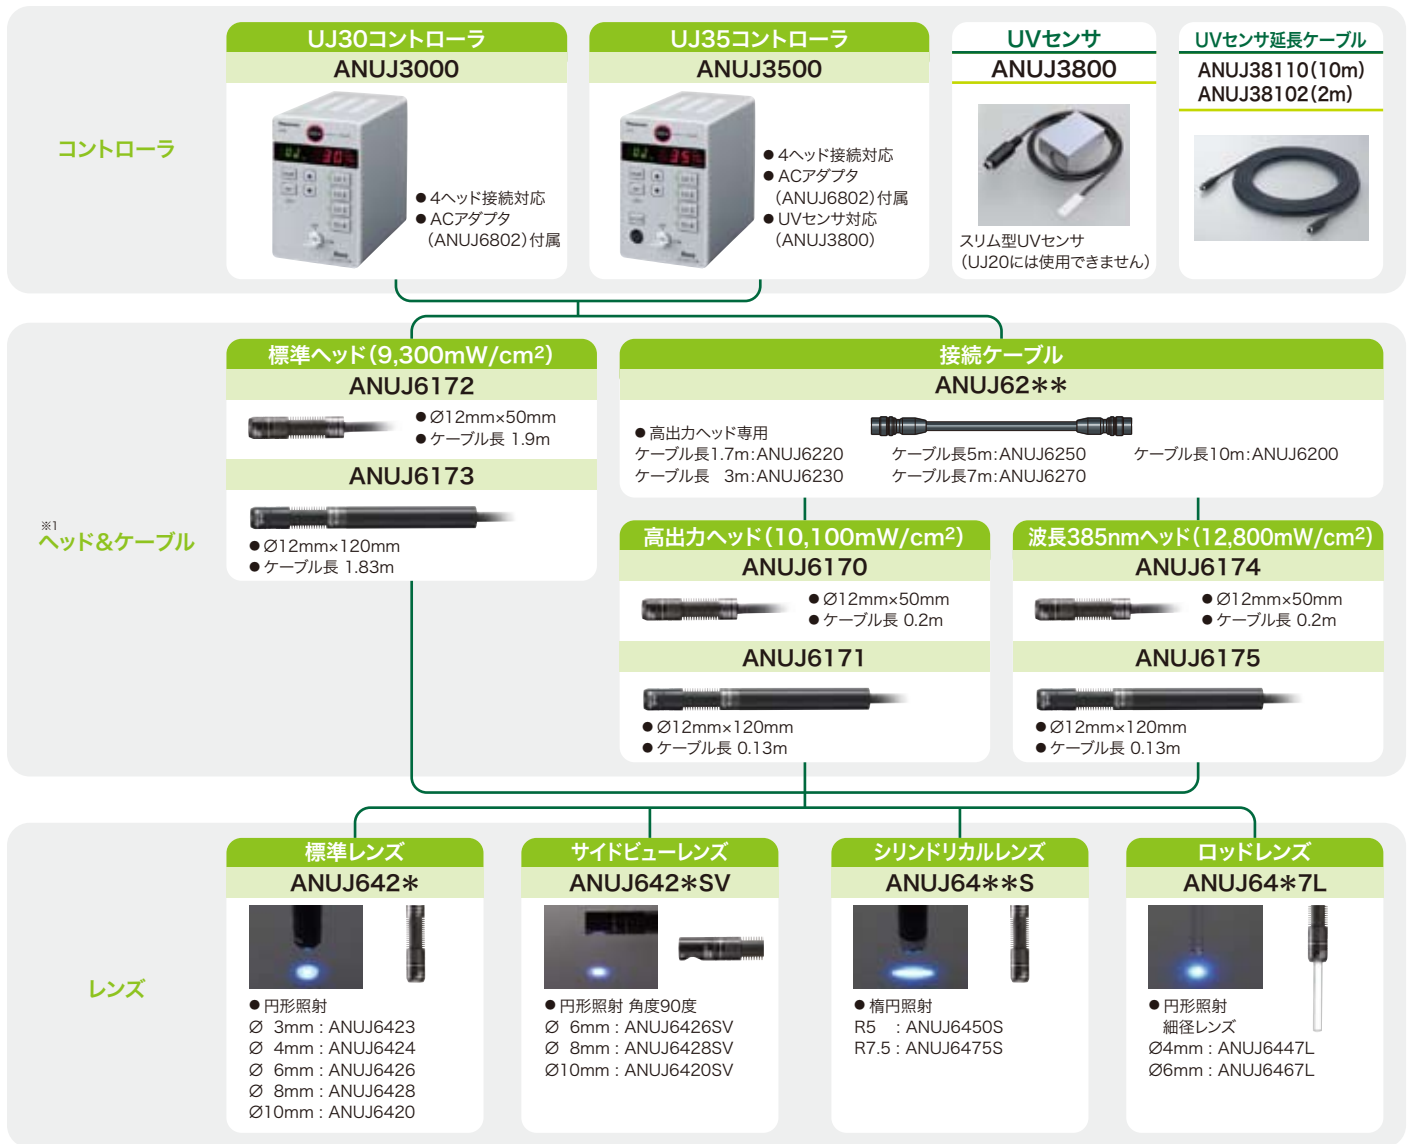 コントローラ
UJ30コントローラ
ANUJ3000
●4ヘッド接続対応
●ACアダプタ
（ANUJ6802）付属
UJ35コントローラ
ANUJ3500
●4ヘッド接続対応
●ACアダプタ
（ANUJ6802）付属
●UVセンサ対応
（ANUJ3800）
UVセンサ
ANUJ3800
スリム型UVセンサ
（UJ20には使用できません）
UVセンサ延長ケーブル
ANUJ38110（10m）
ANUJ38102（2m）
※1
ヘッド&ケーブル
標準ヘッド（9,300mW/cm²）
ANUJ6172
●Ø12mm×50mm
●ケーブル長 1.9m
ANUJ6173
●Ø12mm×120mm
●ケーブル長 1.83m
接続ケーブル
ANUJ62＊＊
●高出力ヘッド専用
ケーブル長1.7m：ANUJ6220 ケーブル長5m：ANUJ6250 ケーブル長10m：ANUJ6200
ケーブル長 3m：ANUJ6230 ケーブル長7m：ANUJ6270
高出力ヘッド（10,100mW/cm²）
ANUJ6170
●Ø12mm×50mm
●ケーブル長 0.2m
ANUJ6171
●Ø12mm×120mm
●ケーブル長 0.13m
波長385nmヘッド（12,800mW/cm²）
ANUJ6174
●Ø12mm×50mm
●ケーブル長 0.2m
ANUJ6175
●Ø12mm×120mm
●ケーブル長 0.13m
レンズ
標準レンズ
ANUJ642＊
●円形照射
Ø 3mm : ANUJ6423
Ø 4mm : ANUJ6424
Ø 6mm : ANUJ6426
Ø 8mm : ANUJ6428
Ø10mm : ANUJ6420
サイドビューレンズ
ANUJ642＊SV
●円形照射 角度90度
Ø 6mm : ANUJ6426SV
Ø 8mm : ANUJ6428SV
Ø10mm : ANUJ6420SV
シリンドリカルレンズ
ANUJ64＊＊S
●楕円照射
R5 : ANUJ6450S
R7.5 : ANUJ6475S
ロッドレンズ
ANUJ64＊7L
●円形照射
細径レンズ
Ø4mm : ANUJ6447L
Ø6mm : ANUJ6467L